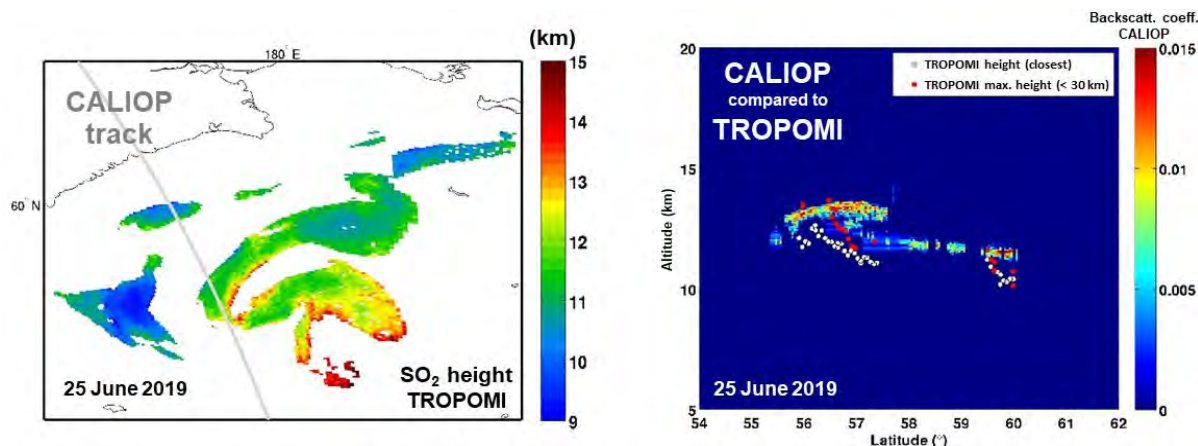 180° E
(km)
CALIOP
track
60° N
25 June 2019
SO₂ height
TROPOMI
15
14
13
12
11
10
9
Backscatt. coeff.
CALIOP
0.015
0.01
0.005
0
CALIOP
compared to
TROPOMI
TROPOMI height (closest)
TROPOMI max. height (< 30 km)
25 June 2019
Altitude (km)
20
15
10
5
54 55 56 57 58 59 60 61 62
Latitude (°)